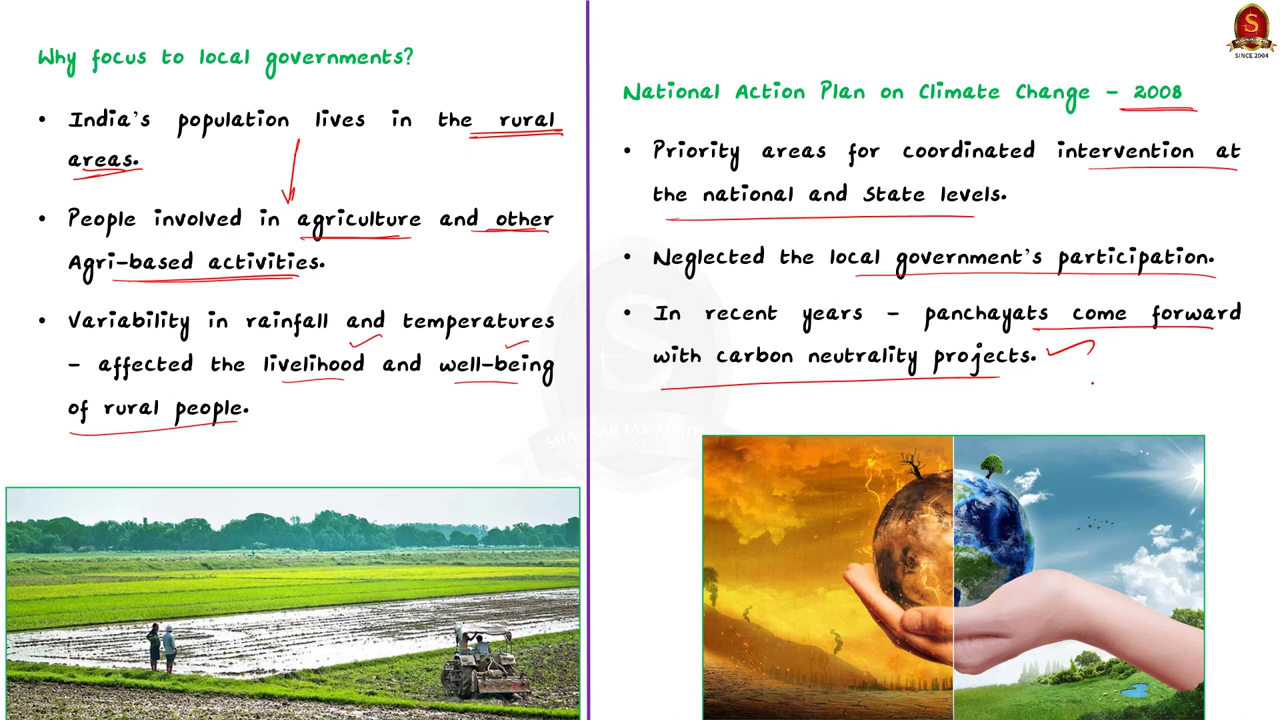 Why focus to local governments?
• India's population lives in the rural
areas.
• People involved in agriculture and other
Agri-based activities.
• Variability in rainfall and temperatures
- affected the livelihood and well-being
of rural people.
National Action Plan on Climate Change - 2008
• Priority areas for coordinated intervention at
the national and State levels.
• Neglected the local government's participation.
• In recent years - panchayats come forward
with carbon neutrality projects.
S
SINCE 2004